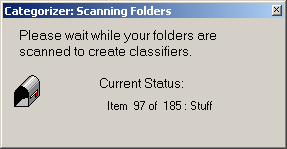 Categorizer: Scanning Folders
Please wait while your folders are
scanned to create classifiers.
Current Status:
Item 97 of 185 : Stuff